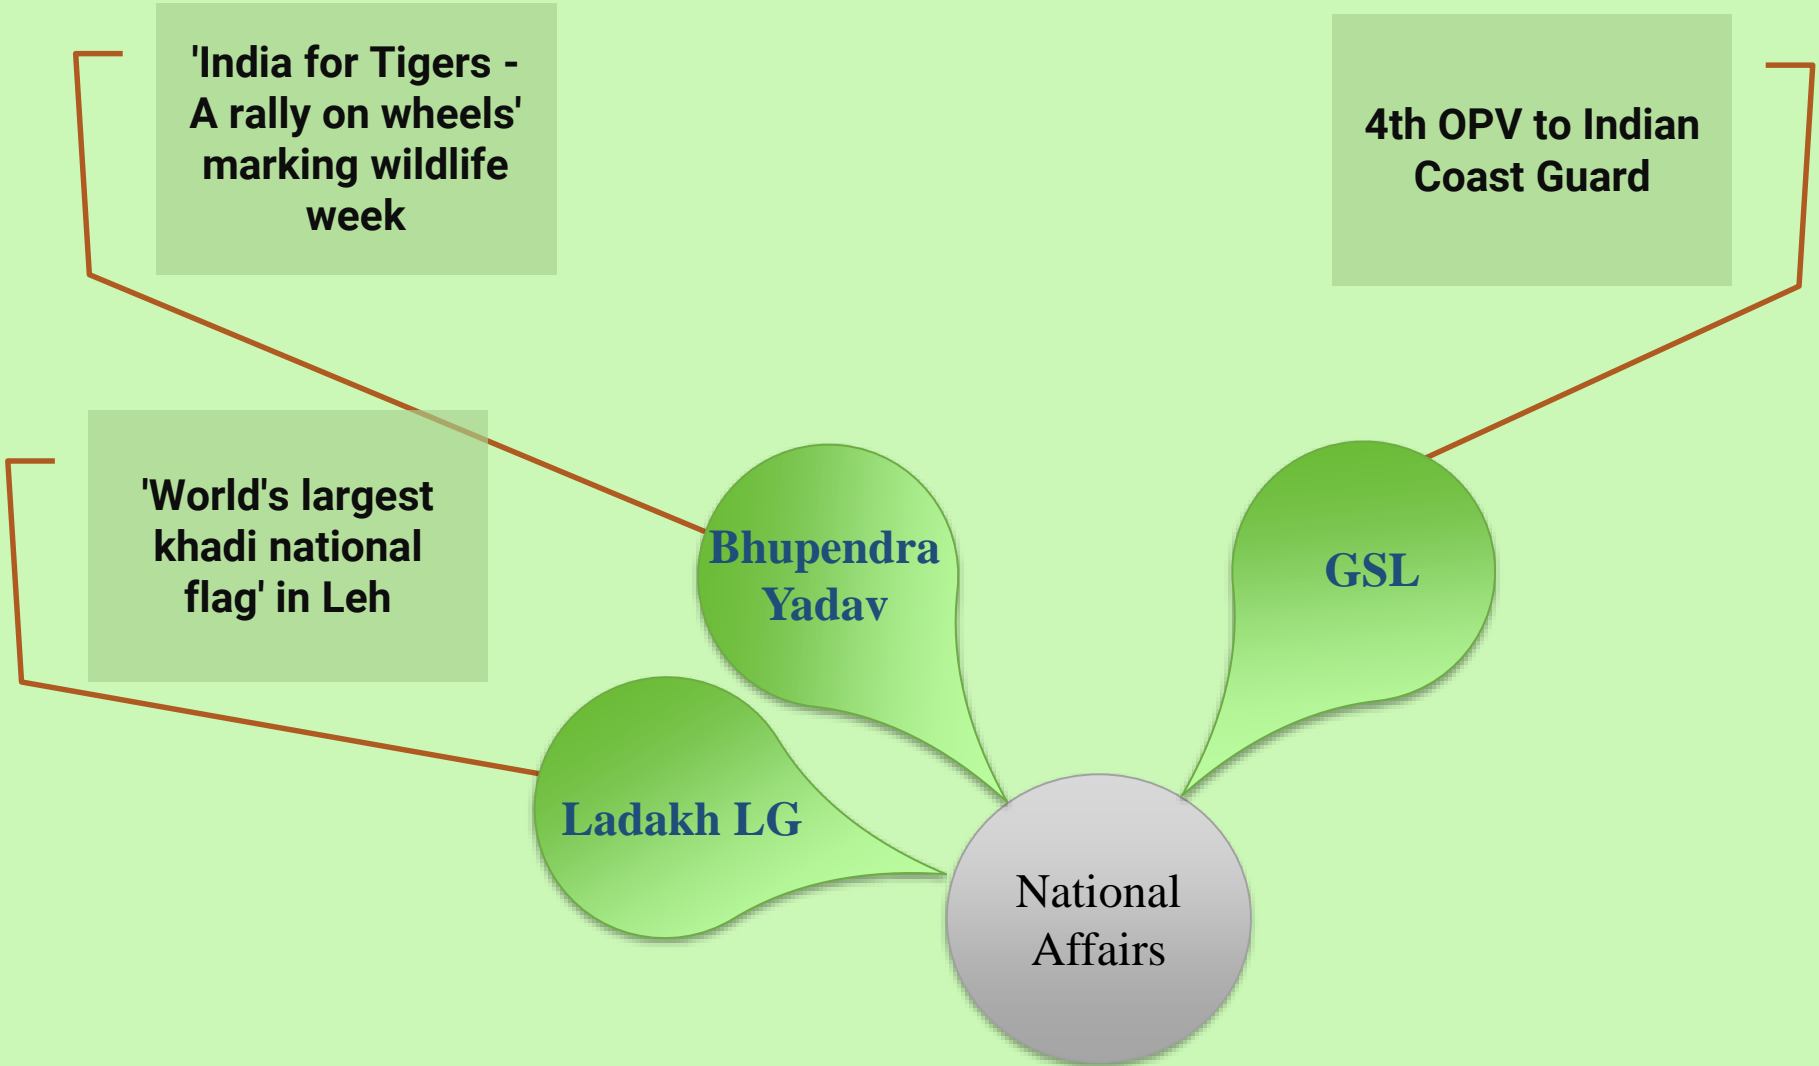 'India for Tigers -
A rally on wheels'
marking wildlife
week
4th OPV to Indian
Coast Guard
'World's largest
khadi national
flag' in Leh
Bhupendra
Yadav
GSL
Ladakh LG
National
Affairs